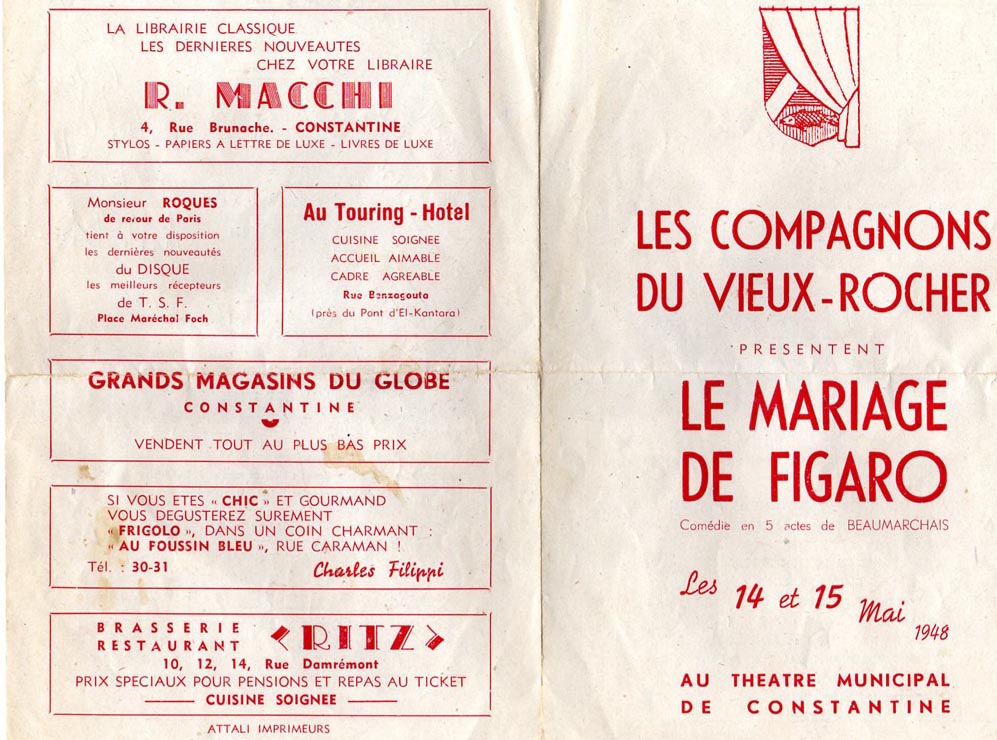 LA LIBRAIRIE CLASSIQUE
LES DERNIERES NOUVEAUTES
CHEZ VOTRE LIBRAIRE
R. MACCHI
4, Rue Brunache. - CONSTANTINE
STYLOS - PAPIERS A LETTRE DE LUXE - LIVRES DE LUXE
Monsieur ROQUES
de retour de Paris
tient à votre disposition
les dernières nouveautés
du DISQUE
les meilleurs récepteurs
de T. S. F.
Place Maréchal Foch
Au Touring - Hotel
CUISINE SOIGNEE
ACCUEIL AIMABLE
CADRE AGREABLE
Rue Benzagouta
(près du Pont d'El-Kantara)
GRANDS MAGASINS DU GLOBE
CONSTANTINE
VENDENT TOUT AU PLUS BAS PRIX
SI VOUS ETES « CHIC » ET GOURMAND
VOUS DEGUSTEREZ SUREMENT
« FRIGOLO », DANS UN COIN CHARMANT :
« AU FOUSSIN BLEU », RUE CARAMAN !
Tél. : 30-31
Charles Filippi
BRASSERIE
RESTAURANT
« RITZ »
10, 12, 14, Rue Damrémont
PRIX SPECIAUX POUR PENSIONS ET REPAS AU TICKET
CUISINE SOIGNEE
ATTALI IMPRIMEURS
LES COMPAGNONS
DU VIEUX-ROCHER
PRESENTENT
LE MARIAGE
DE FIGARO
Comédie en 5 actes de BEAUMARCHAIS
Les 14 et 15 Mai 1948
AU THEATRE MUNICIPAL
DE CONSTANTINE